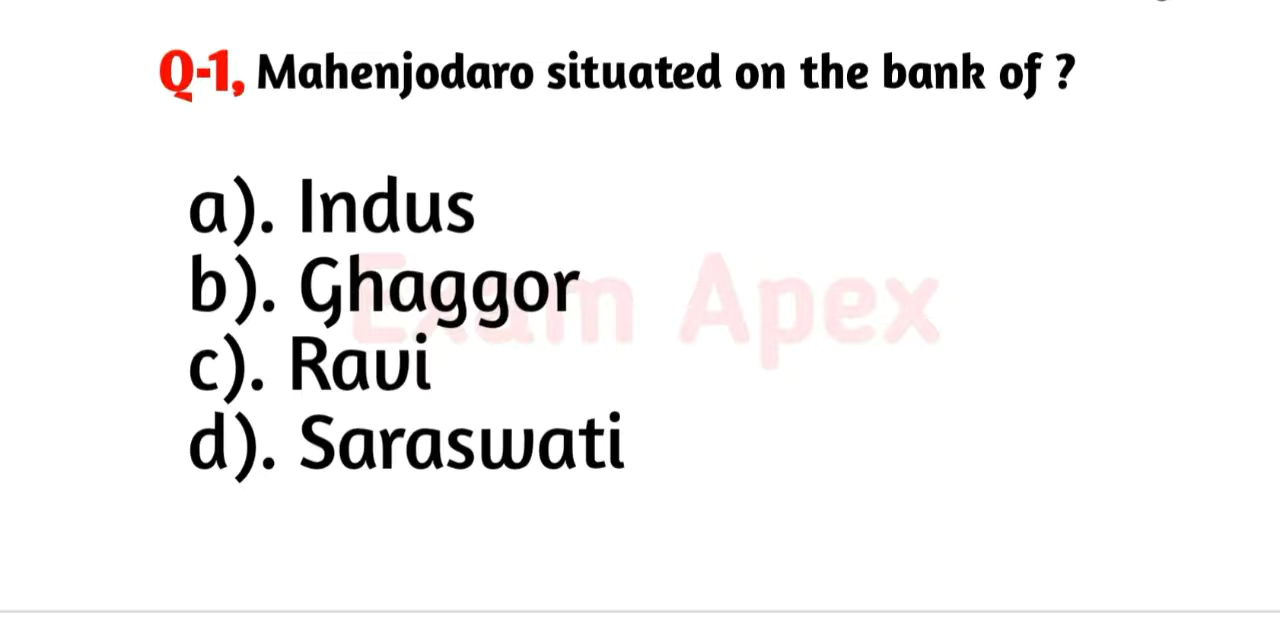 Q-1, Mahenjodaro situated on the bank of ?
a). Indus
b). Ghaggor
c). Ravi
d). Saraswati
Exam Apex